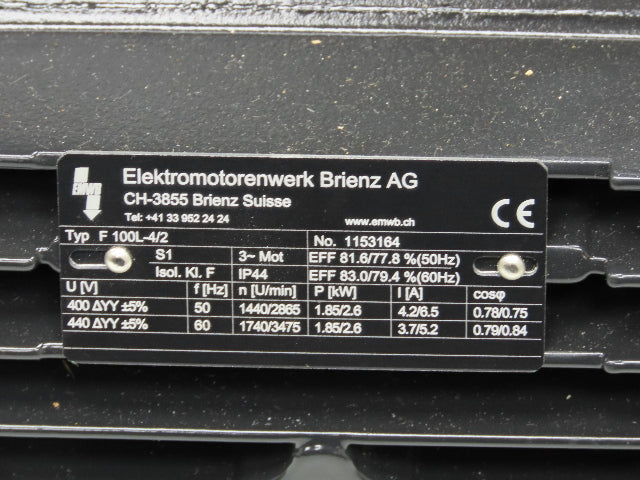 EMWB
Elektromotorenwerk Brienz AG
CH-3855 Brienz Suisse
Tel: +41 33 952 24 24 www.emwb.ch
CE
Typ F 100L-4/2 No. 1153164
S1 3~ Mot EFF 81.6/77.8 %(50Hz)
Isol. Kl. F IP44 EFF 83.0/79.4 %(60Hz)
U [V] f [Hz] n [U/min] P [kW] I [A] cosφ
400 ΔYY ±5% 50 1440/2865 1.85/2.6 4.2/6.5 0.78/0.75
440 ΔYY ±5% 60 1740/3475 1.85/2.6 3.7/5.2 0.79/0.84